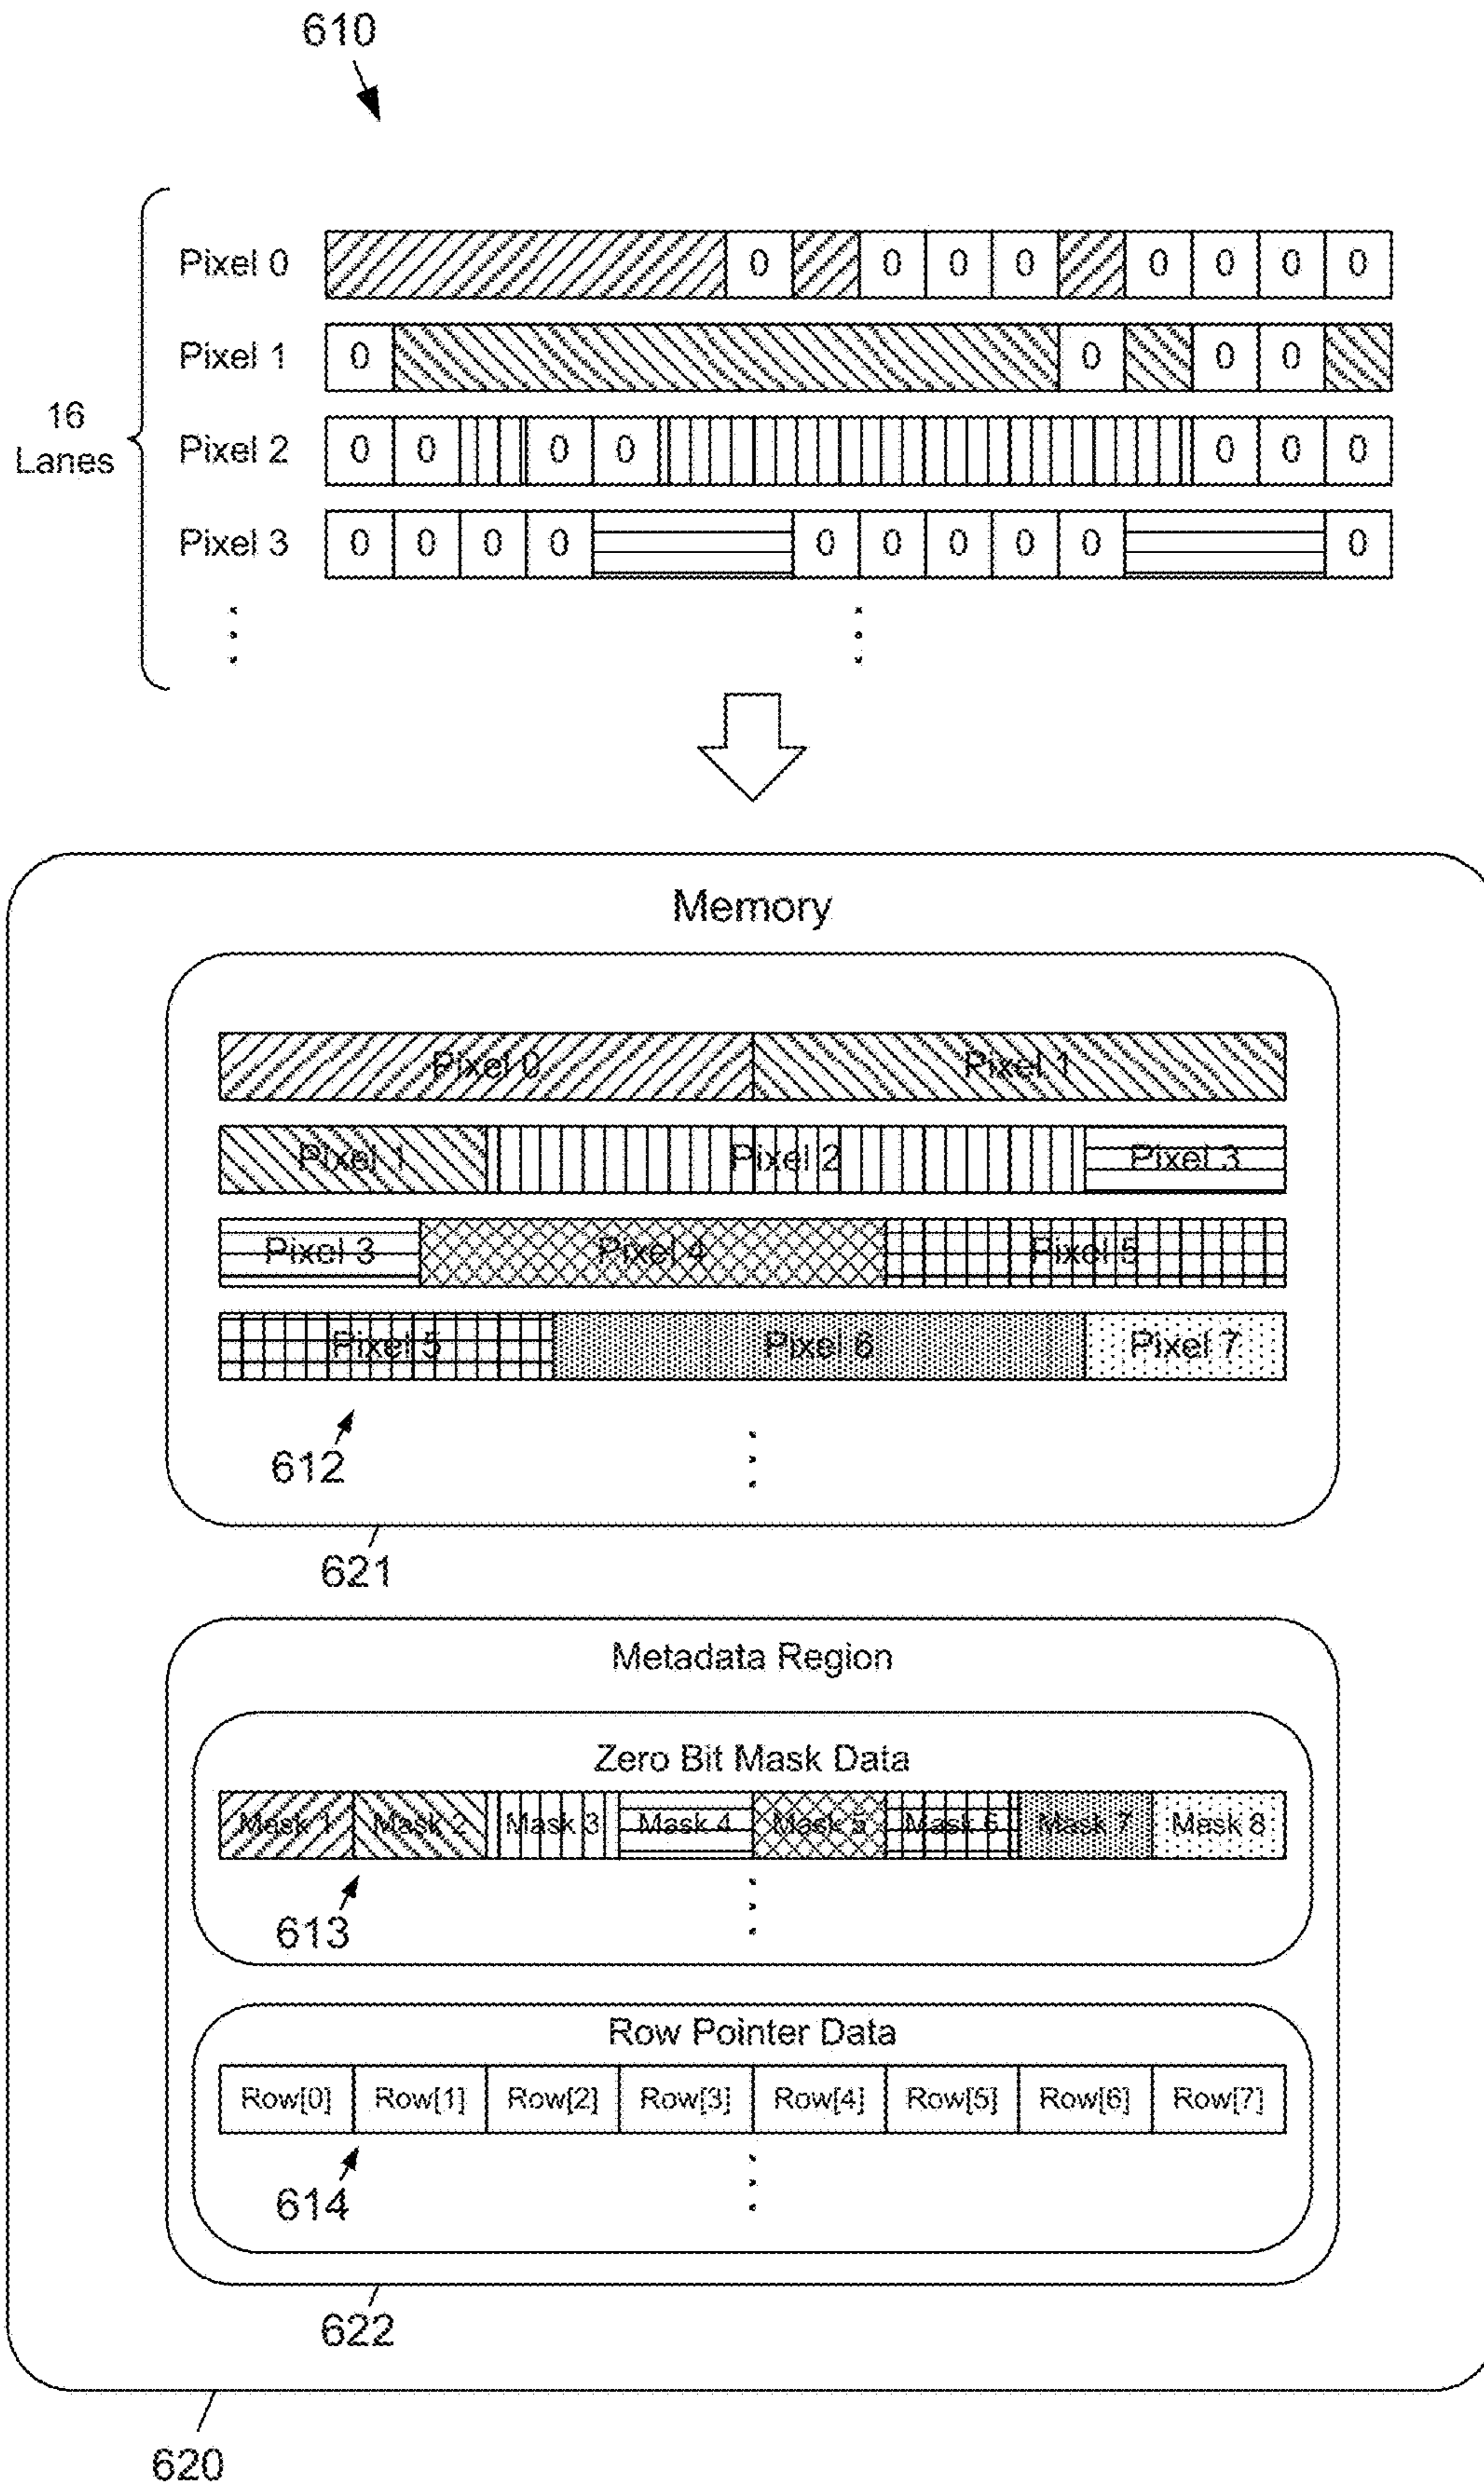 610
Pixel 0 0 0 0 0 0 0 0 0
Pixel 1 0 0 0 0
16
Lanes
Pixel 2 0 0 0 0 0 0 0
Pixel 3 0 0 0 0 0 0 0 0 0 0
Memory
Pixel 0 Pixel 1
Pixel 1 Pixel 2 Pixel 3
Pixel 3 Pixel 4 Pixel 5
Pixel 5 Pixel 6 Pixel 7
612
621
Metadata Region
Zero Bit Mask Data
Mask 1 Mask 2 Mask 3 Mask 4 Mask 5 Mask 6 Mask 7 Mask 8
613
Row Pointer Data
Row[0] Row[1] Row[2] Row[3] Row[4] Row[5] Row[6] Row[7]
614
622
620